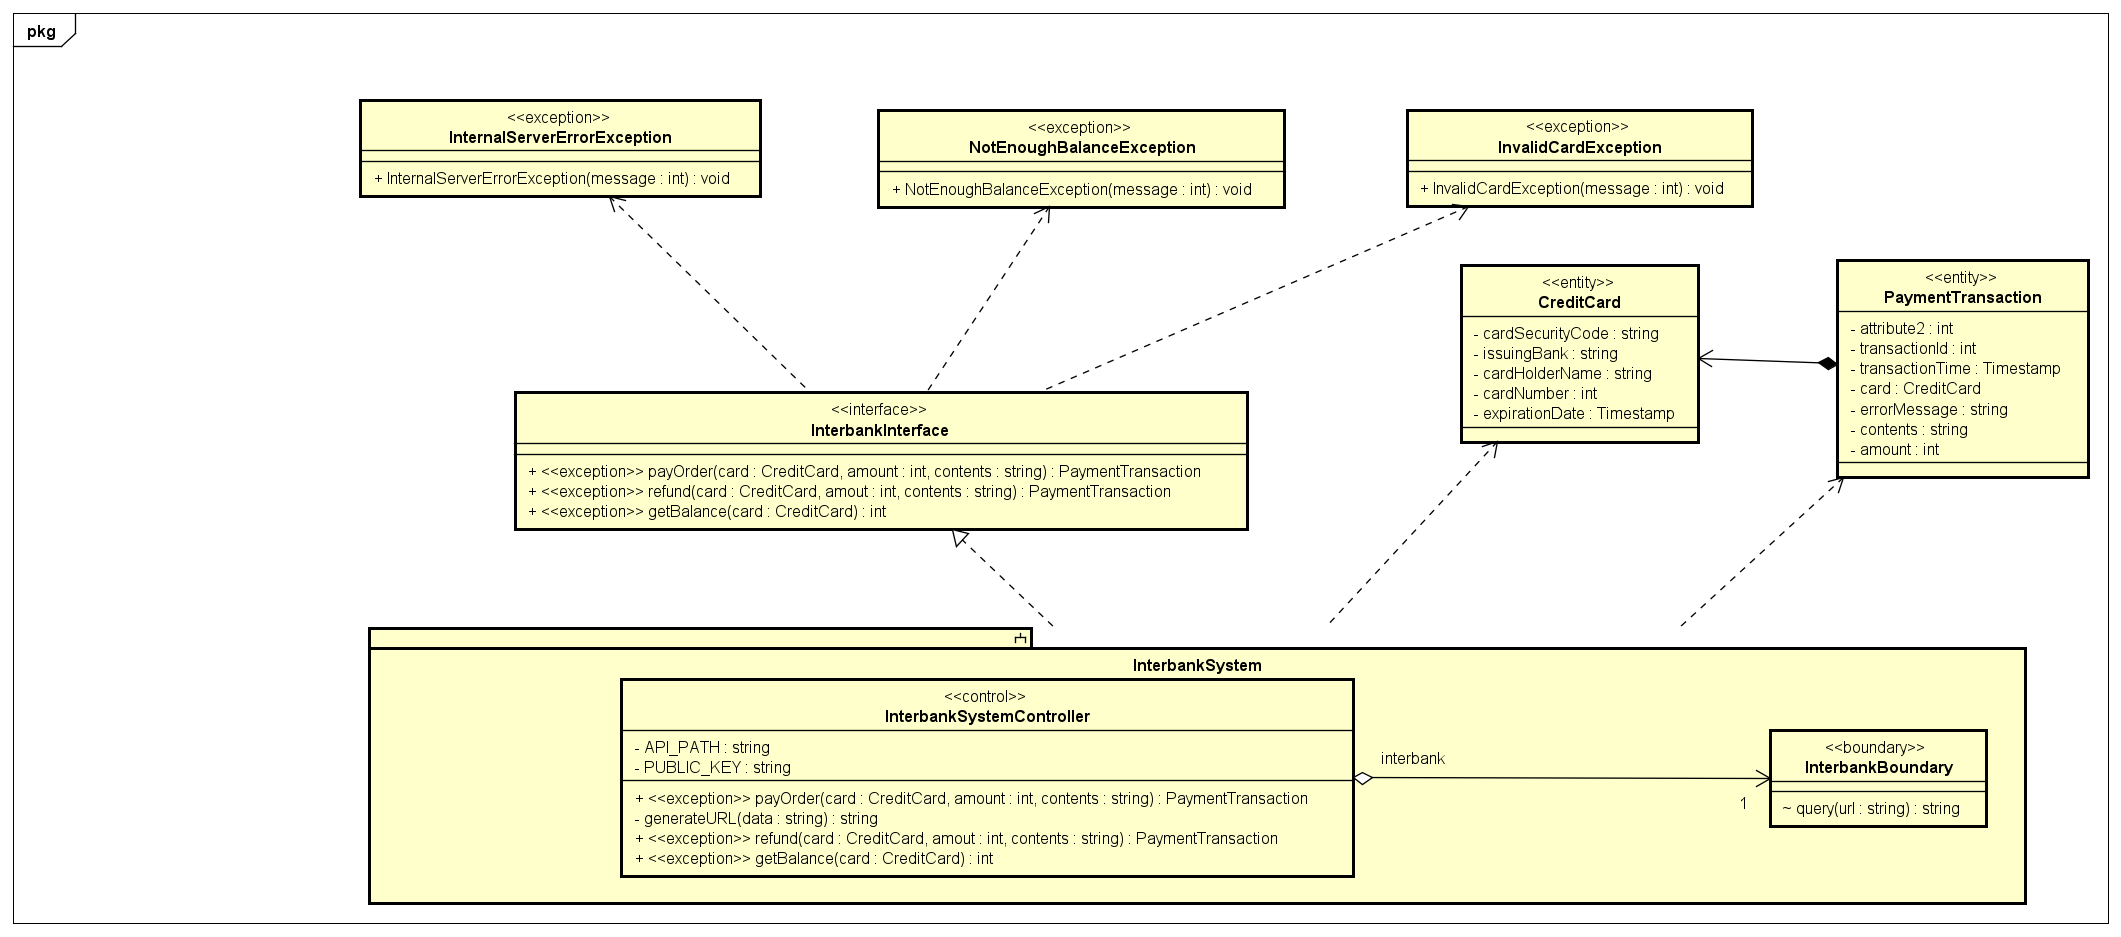 pkg
<<exception>>
InternalServerErrorException
+ InternalServerErrorException(message : int) : void
<<exception>>
NotEnoughBalanceException
+ NotEnoughBalanceException(message : int) : void
<<exception>>
InvalidCardException
+ InvalidCardException(message : int) : void
<<entity>>
CreditCard
- cardSecurityCode : string
- issuingBank : string
- cardHolderName : string
- cardNumber : int
- expirationDate : Timestamp
<<entity>>
PaymentTransaction
- attribute2 : int
- transactionId : int
- transactionTime : Timestamp
- card : CreditCard
- errorMessage : string
- contents : string
- amount : int
<<interface>>
InterbankInterface
+ <<exception>> payOrder(card : CreditCard, amount : int, contents : string) : PaymentTransaction
+ <<exception>> refund(card : CreditCard, amout : int, contents : string) : PaymentTransaction
+ <<exception>> getBalance(card : CreditCard) : int
InterbankSystem
<<control>>
InterbankSystemController
- API_PATH : string
- PUBLIC_KEY : string
+ <<exception>> payOrder(card : CreditCard, amount : int, contents : string) : PaymentTransaction
- generateURL(data : string) : string
+ <<exception>> refund(card : CreditCard, amout : int, contents : string) : PaymentTransaction
+ <<exception>> getBalance(card : CreditCard) : int
interbank
1
<<boundary>>
InterbankBoundary
~ query(url : string) : string